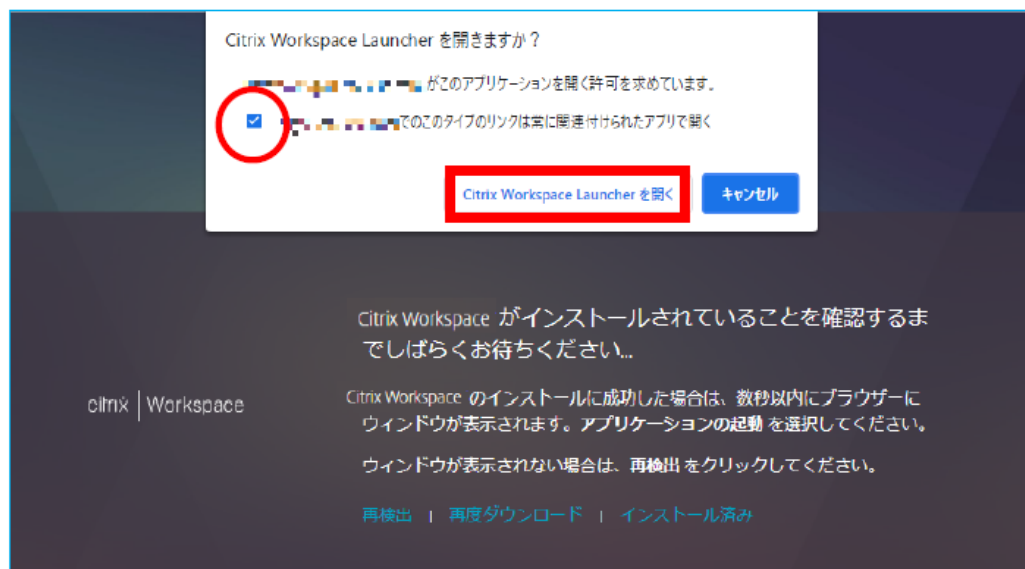 Citrix Workspace Launcher を開きますか？
がこのアプリケーションを開く許可を求めています。
でのこのタイプのリンクは常に関連付けられたアプリで開く
Citrix Workspace Launcher を開く
キャンセル
Citrix Workspace がインストールされていることを確認するま
でしばらくお待ちください...
citrix | Workspace
Citrix Workspace のインストールに成功した場合は、数秒以内にブラウザーに
ウィンドウが表示されます。アプリケーションの起動 を選択してください。
ウィンドウが表示されない場合は、再検出 をクリックしてください。
再検出 | 再度ダウンロード | インストール済み